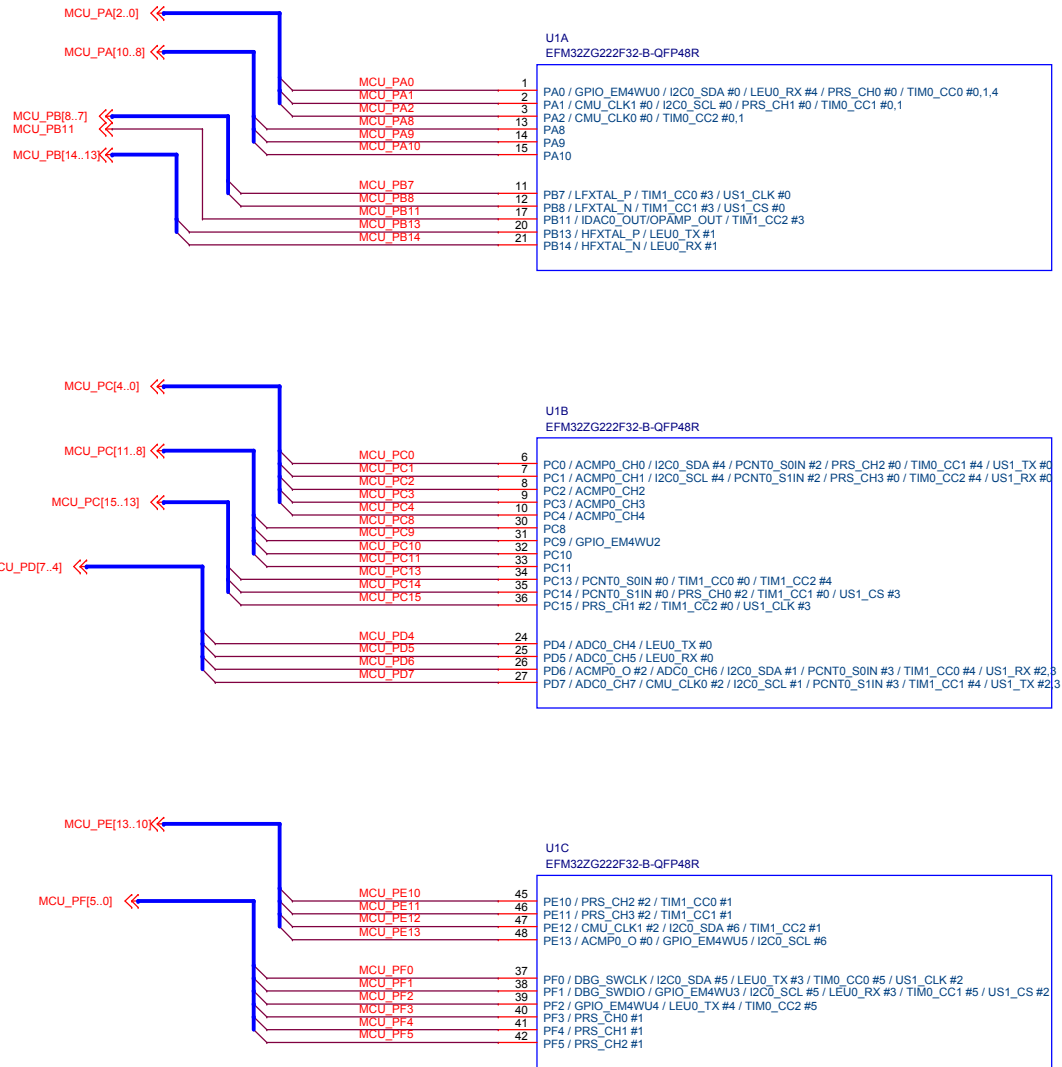 MCU_PA[2..0]
MCU_PA[10..8]
MCU_PB[8..7]
MCU_PB11
MCU_PB[14..13]
U1A
EFM32ZG222F32-B-QFP48R
MCU_PA0 1 PA0 / GPIO_EM4WU0 / I2C0_SDA #0 / LEU0_RX #4 / PRS_CH0 #0 / TIM0_CC0 #0,1,4
MCU_PA1 2 PA1 / CMU_CLK1 #0 / I2C0_SCL #0 / PRS_CH1 #0 / TIM0_CC1 #0,1
MCU_PA2 3 PA2 / CMU_CLK0 #0 / TIM0_CC2 #0,1
MCU_PA8 13 PA8
MCU_PA9 14 PA9
MCU_PA10 15 PA10
MCU_PB7 11 PB7 / LFXTAL_P / TIM1_CC0 #3 / US1_CLK #0
MCU_PB8 12 PB8 / LFXTAL_N / TIM1_CC1 #3 / US1_CS #0
MCU_PB11 17 PB11 / IDAC0_OUT/OPAMP_OUT / TIM1_CC2 #3
MCU_PB13 20 PB13 / HFXTAL_P / LEU0_TX #1
MCU_PB14 21 PB14 / HFXTAL_N / LEU0_RX #1
MCU_PC[4..0]
MCU_PC[11..8]
MCU_PC[15..13]
CU_PD[7..4]
U1B
EFM32ZG222F32-B-QFP48R
MCU_PC0 6 PC0 / ACMP0_CH0 / I2C0_SDA #4 / PCNT0_S0IN #2 / PRS_CH2 #0 / TIM0_CC1 #4 / US1_TX #0
MCU_PC1 7 PC1 / ACMP0_CH1 / I2C0_SCL #4 / PCNT0_S1IN #2 / PRS_CH3 #0 / TIM0_CC2 #4 / US1_RX #0
MCU_PC2 8 PC2 / ACMP0_CH2
MCU_PC3 9 PC3 / ACMP0_CH3
MCU_PC4 10 PC4 / ACMP0_CH4
MCU_PC8 30 PC8
MCU_PC9 31 PC9 / GPIO_EM4WU2
MCU_PC10 32 PC10
MCU_PC11 33 PC11
MCU_PC13 34 PC13 / PCNT0_S0IN #0 / TIM1_CC0 #0 / TIM1_CC2 #4
MCU_PC14 35 PC14 / PCNT0_S1IN #0 / PRS_CH0 #2 / TIM1_CC1 #0 / US1_CS #3
MCU_PC15 36 PC15 / PRS_CH1 #2 / TIM1_CC2 #0 / US1_CLK #3
MCU_PD4 24 PD4 / ADC0_CH4 / LEU0_TX #0
MCU_PD5 25 PD5 / ADC0_CH5 / LEU0_RX #0
MCU_PD6 26 PD6 / ACMP0_O #2 / ADC0_CH6 / I2C0_SDA #1 / PCNT0_S0IN #3 / TIM1_CC0 #4 / US1_RX #2,3
MCU_PD7 27 PD7 / ADC0_CH7 / CMU_CLK0 #2 / I2C0_SCL #1 / PCNT0_S1IN #3 / TIM1_CC1 #4 / US1_TX #2,3
MCU_PE[13..10]
MCU_PF[5..0]
U1C
EFM32ZG222F32-B-QFP48R
MCU_PE10 45 PE10 / PRS_CH2 #2 / TIM1_CC0 #1
MCU_PE11 46 PE11 / PRS_CH3 #2 / TIM1_CC1 #1
MCU_PE12 47 PE12 / CMU_CLK1 #2 / I2C0_SDA #6 / TIM1_CC2 #1
MCU_PE13 48 PE13 / ACMP0_O #0 / GPIO_EM4WU5 / I2C0_SCL #6
MCU_PF0 37 PF0 / DBG_SWCLK / I2C0_SDA #5 / LEU0_TX #3 / TIM0_CC0 #5 / US1_CLK #2
MCU_PF1 38 PF1 / DBG_SWDIO / GPIO_EM4WU3 / I2C0_SCL #5 / LEU0_RX #3 / TIM0_CC1 #5 / US1_CS #2
MCU_PF2 39 PF2 / GPIO_EM4WU4 / LEU0_TX #4 / TIM0_CC2 #5
MCU_PF3 40 PF3 / PRS_CH0 #1
MCU_PF4 41 PF4 / PRS_CH1 #1
MCU_PF5 42 PF5 / PRS_CH2 #1